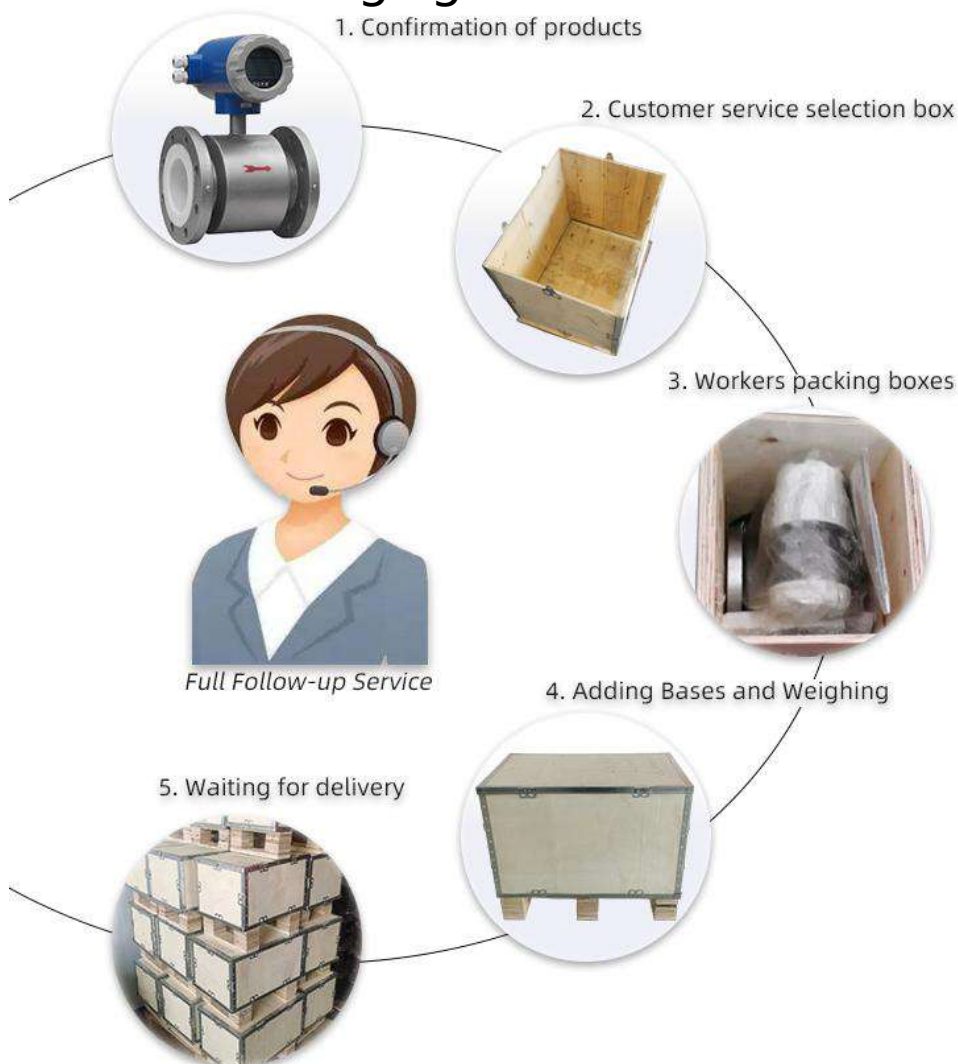 1. Confirmation of products
2. Customer service selection box
3. Workers packing boxes
Full Follow-up Service
4. Adding Bases and Weighing
5. Waiting for delivery